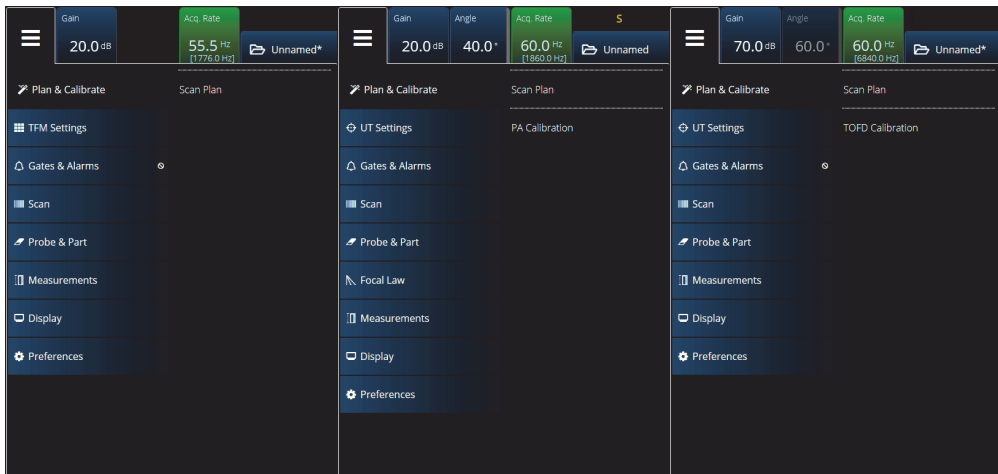 Gain
20.0 dB
Acq. Rate
55.5 Hz
[1776.0 Hz]
Unnamed*
Plan & Calibrate
Scan Plan
TFM Settings
Gates & Alarms
Scan
Probe & Part
Measurements
Display
Preferences
Gain
20.0 dB
Angle
40.0 °
Acq. Rate
60.0 Hz
[1860.0 Hz]
S
Unnamed
Plan & Calibrate
Scan Plan
UT Settings
PA Calibration
Gates & Alarms
Scan
Probe & Part
Focal Law
Measurements
Display
Preferences
Gain
70.0 dB
Angle
60.0 °
Acq. Rate
60.0 Hz
[6840.0 Hz]
Unnamed*
Plan & Calibrate
Scan Plan
UT Settings
TOFD Calibration
Gates & Alarms
Scan
Probe & Part
Measurements
Display
Preferences